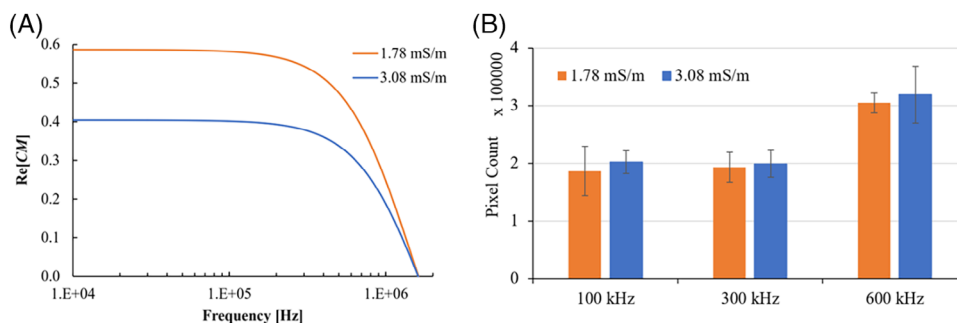 (A)
0.6
0.5
0.4
0.3
0.2
0.1
0.0
Re[CM]
1.78 mS/m
3.08 mS/m
1.E+04
1.E+05
1.E+06
Frequency [Hz]
(B)
4
3
2
1
0
Pixel Count
x 100000
1.78 mS/m
3.08 mS/m
100 kHz
300 kHz
600 kHz